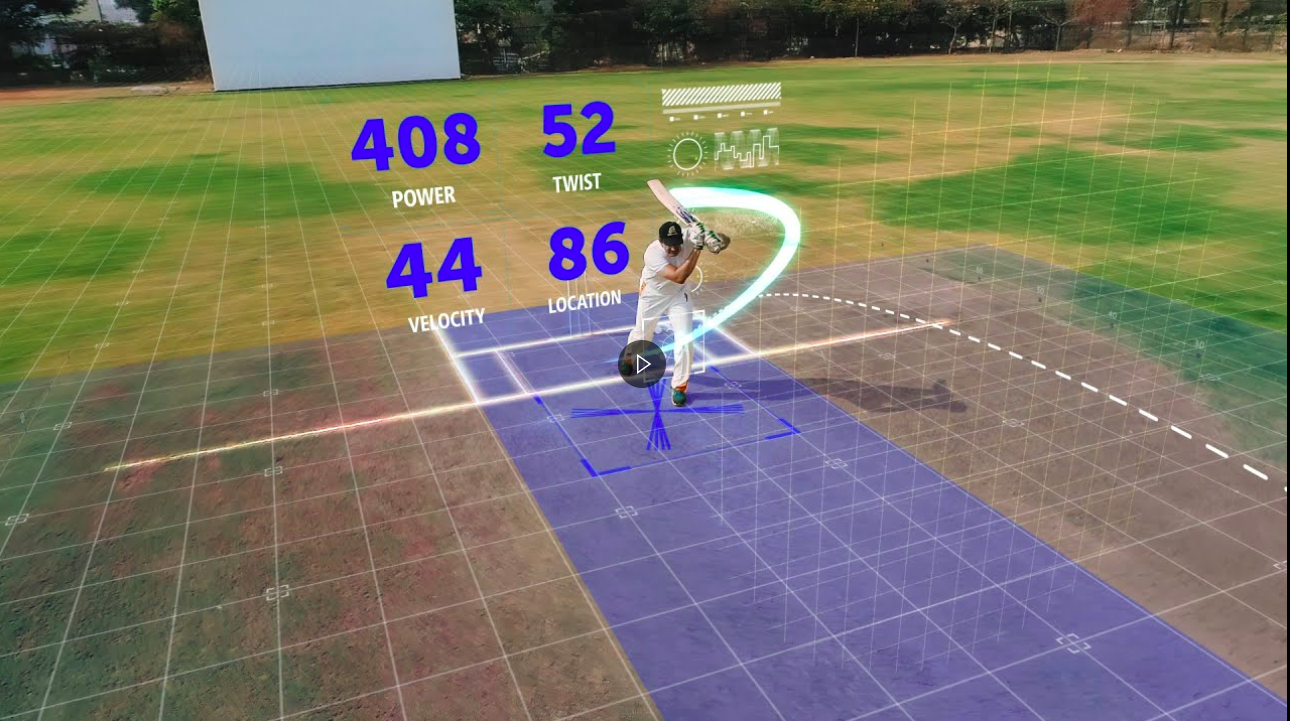 408 52
POWER TWIST
44 86
VELOCITY LOCATION